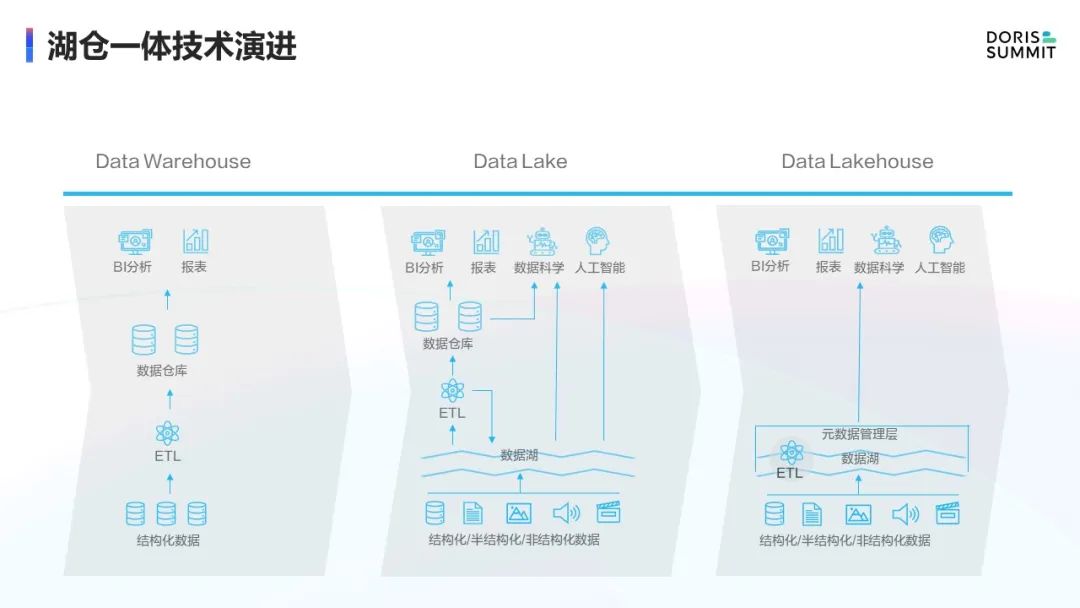 湖仓一体技术演进
DORIS
SUMMIT
Data Warehouse
BI分析
报表
数据仓库
ETL
结构化数据
Data Lake
BI分析
报表
数据科学
人工智能
数据仓库
ETL
数据湖
结构化/半结构化/非结构化数据
Data Lakehouse
BI分析
报表
数据科学
人工智能
元数据管理层
数据湖
ETL
结构化/半结构化/非结构化数据